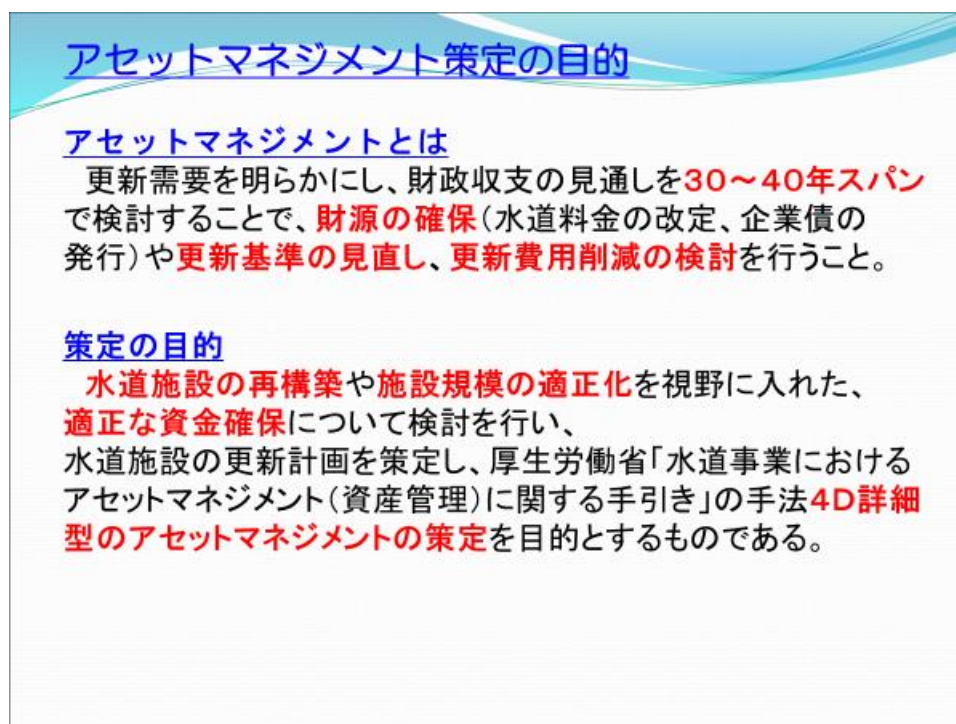 アセットマネジメント策定の目的
アセットマネジメントとは
更新需要を明らかにし、財政収支の見通しを30～40年スパン
で検討することで、財源の確保(水道料金の改定、企業債の
発行)や更新基準の見直し、更新費用削減の検討を行うこと。
策定の目的
水道施設の再構築や施設規模の適正化を視野に入れた、
適正な資金確保について検討を行い、
水道施設の更新計画を策定し、厚生労働省「水道事業における
アセットマネジメント(資産管理)に関する手引き」の手法4D詳細
型のアセットマネジメントの策定を目的とするものである。